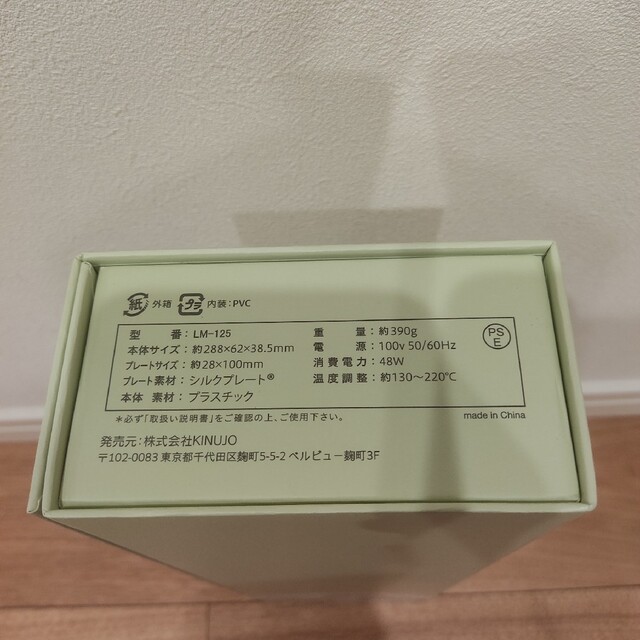 紙 外箱 プラ 内装:PVC
型　　番:LM-125
本体サイズ:約288×62×38.5mm
プレートサイズ:約28×100mm
プレート素材:シルクプレート®
本体　素材:プラスチック
重　　量:約390g
電　　源:100v 50/60Hz
消費電力:48W
温度調整:約130〜220℃
PS
E
＊必ず「取扱い説明書」をご確認の上、ご使用下さい。
made in China
発売元:株式会社KINUJO
〒102-0083 東京都千代田区麹町5-5-2 ベルビュー麹町3F